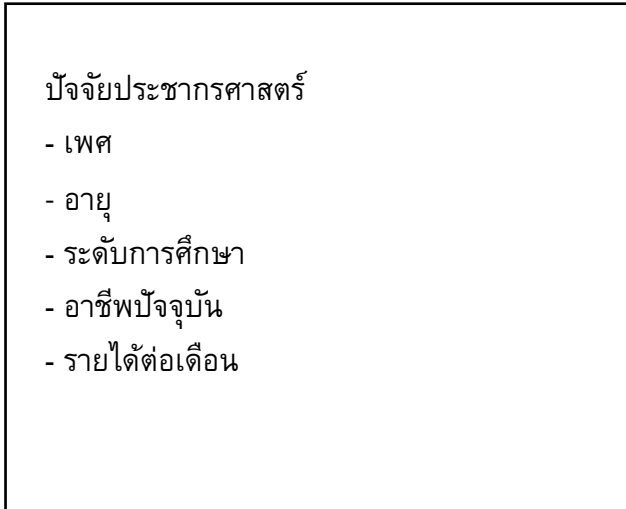 ปัจจัยประชากรศาสตร์
- เพศ
- อายุ
- ระดับการศึกษา
- อาชีพปัจจุบัน
- รายได้ต่อเดือน